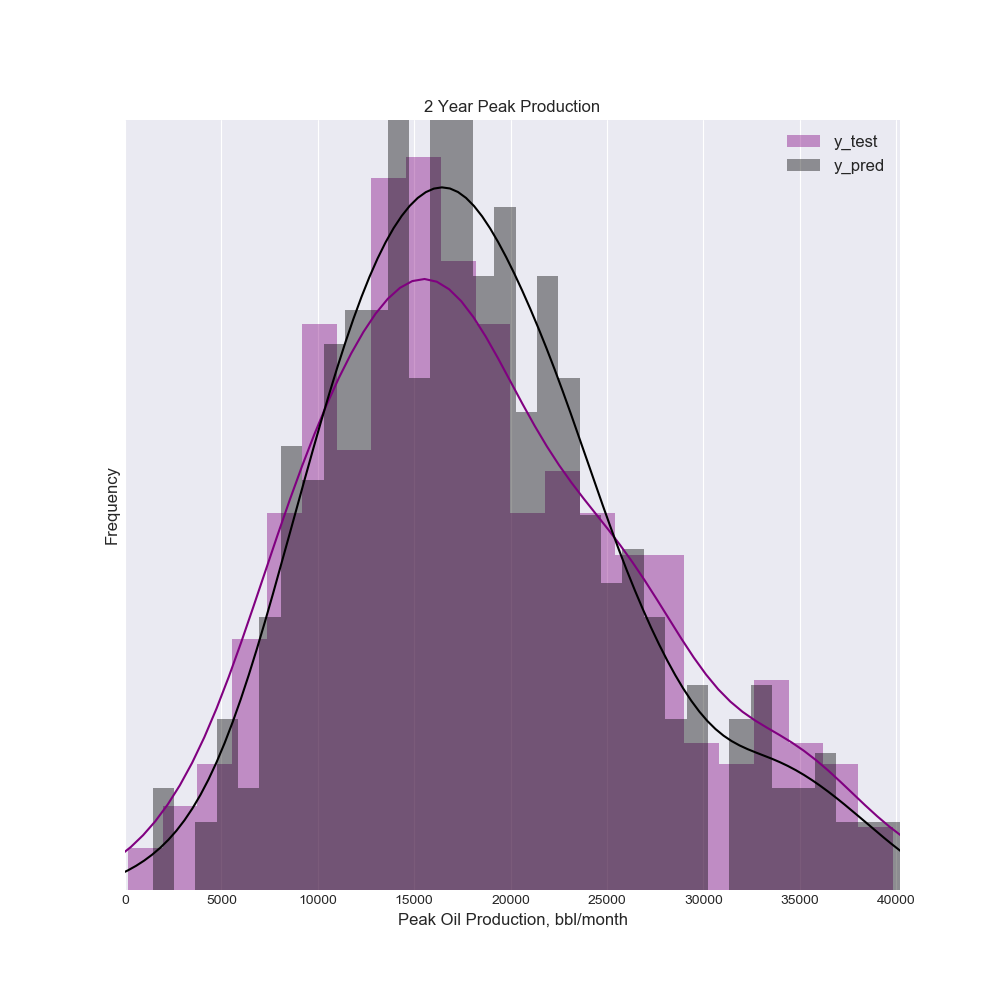 2 Year Peak Production
y_test
y_pred
Frequency
0 5000 10000 15000 20000 25000 30000 35000 40000
Peak Oil Production, bbl/month